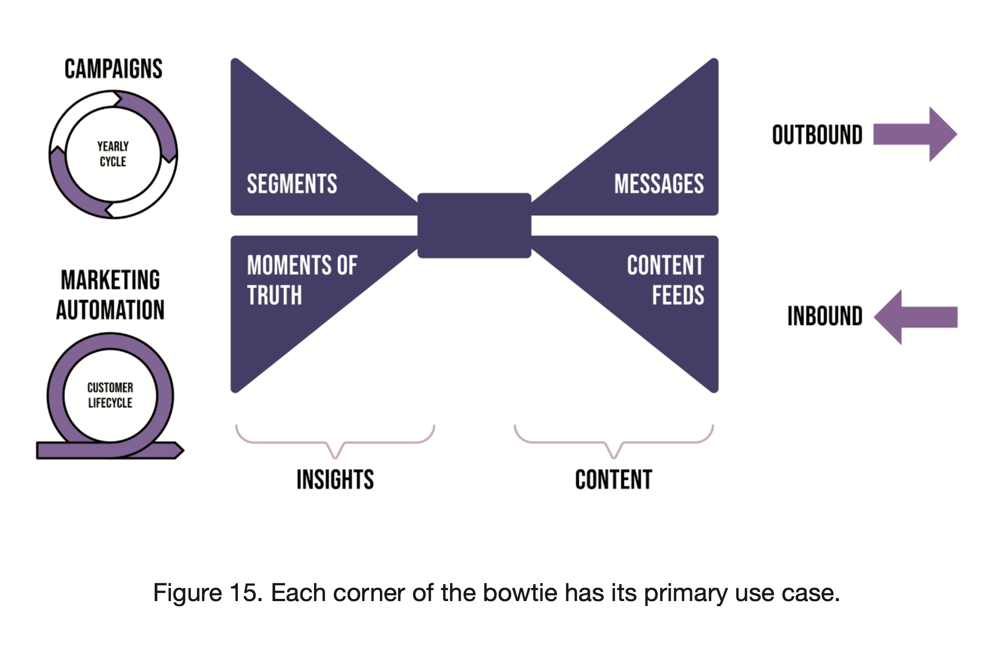 CAMPAIGNS
YEARLY
CYCLE
MARKETING
AUTOMATION
CUSTOMER
LIFECYCLE
SEGMENTS
MESSAGES
MOMENTS OF
TRUTH
CONTENT
FEEDS
OUTBOUND
INBOUND
INSIGHTS
CONTENT
Figure 15. Each corner of the bowtie has its primary use case.